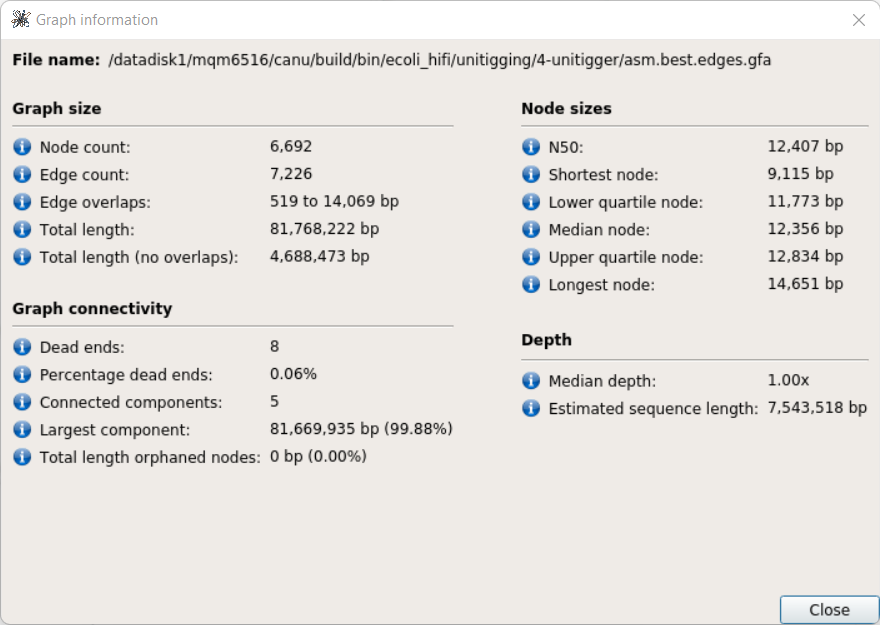 Graph information
File name: /datadisk1/mqm6516/canu/build/bin/ecoli_hifi/unitigging/4-unitigger/asm.best.edges.gfa
Graph size
Node count: 6,692
Edge count: 7,226
Edge overlaps: 519 to 14,069 bp
Total length: 81,768,222 bp
Total length (no overlaps): 4,688,473 bp
Graph connectivity
Dead ends: 8
Percentage dead ends: 0.06%
Connected components: 5
Largest component: 81,669,935 bp (99.88%)
Total length orphaned nodes: 0 bp (0.00%)
Node sizes
N50: 12,407 bp
Shortest node: 9,115 bp
Lower quartile node: 11,773 bp
Median node: 12,356 bp
Upper quartile node: 12,834 bp
Longest node: 14,651 bp
Depth
Median depth: 1.00x
Estimated sequence length: 7,543,518 bp
Close